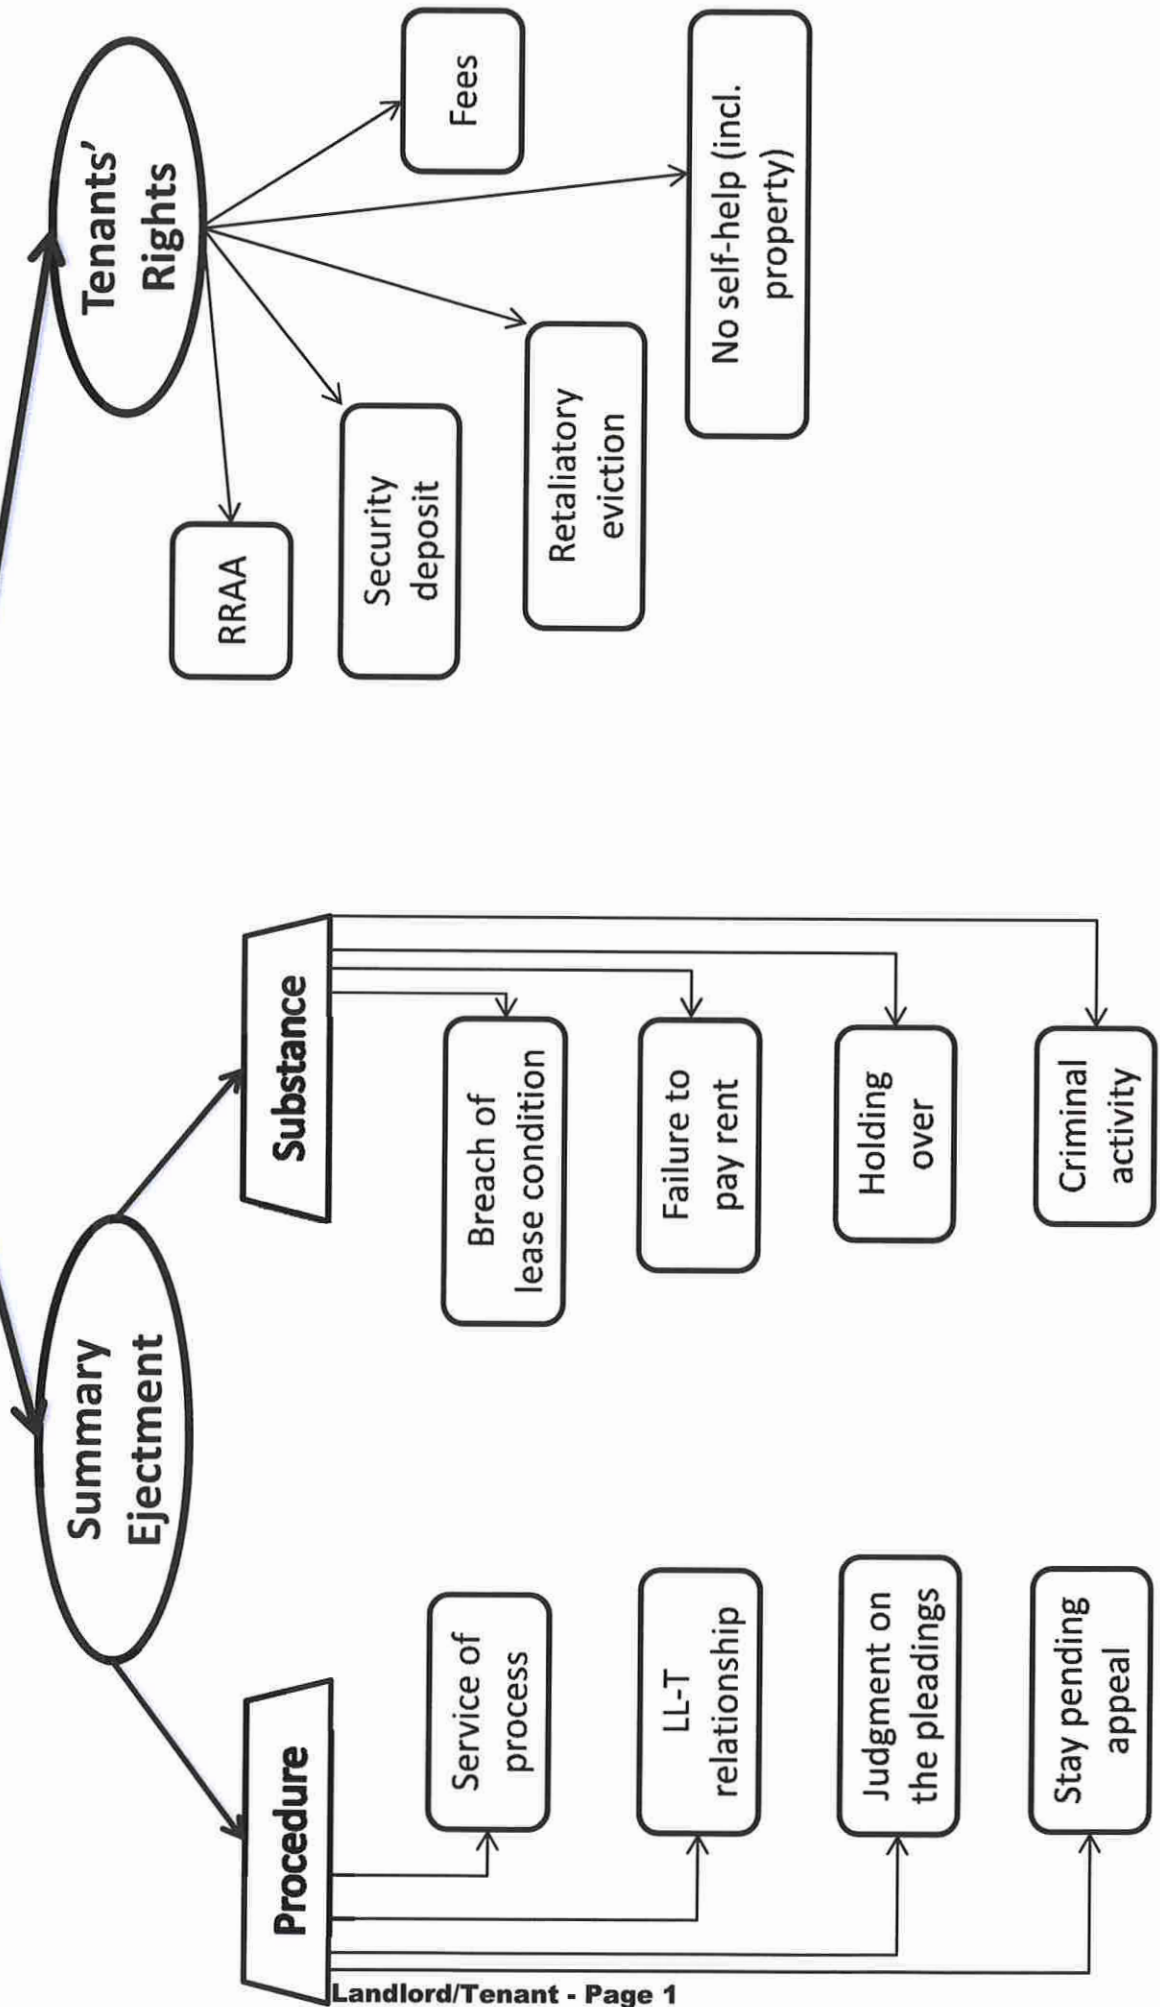 Summary
Ejectment
Procedure
Service of
process
LL-T
relationship
Judgment on
the pleadings
Stay pending
appeal
Substance
Breach of
lease condition
Failure to
pay rent
Holding
over
Criminal
activity
Tenants'
Rights
RRAA
Security
deposit
Retaliatory
eviction
No self-help (incl.
property)
Fees
Landlord/Tenant - Page 1